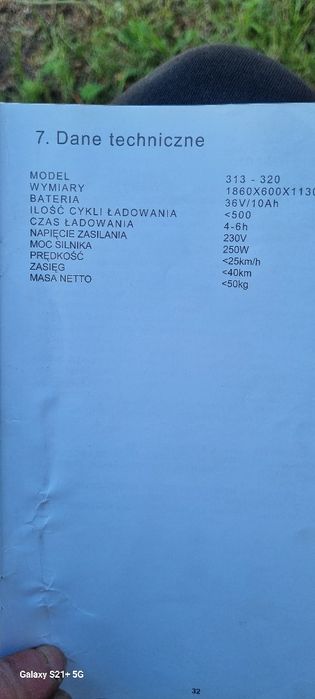 7. Dane techniczne
MODEL 313 - 320
WYMIARY 1860X600X1130
BATERIA 36V/10Ah
ILOŚĆ CYKLI ŁADOWANIA <500
CZAS ŁADOWANIA 4-6h
NAPIĘCIE ZASILANIA 230V
MOC SILNIKA 250W
PRĘDKOŚĆ <25km/h
ZASIĘG <40km
MASA NETTO <50kg
Galaxy S21+ 5G
32